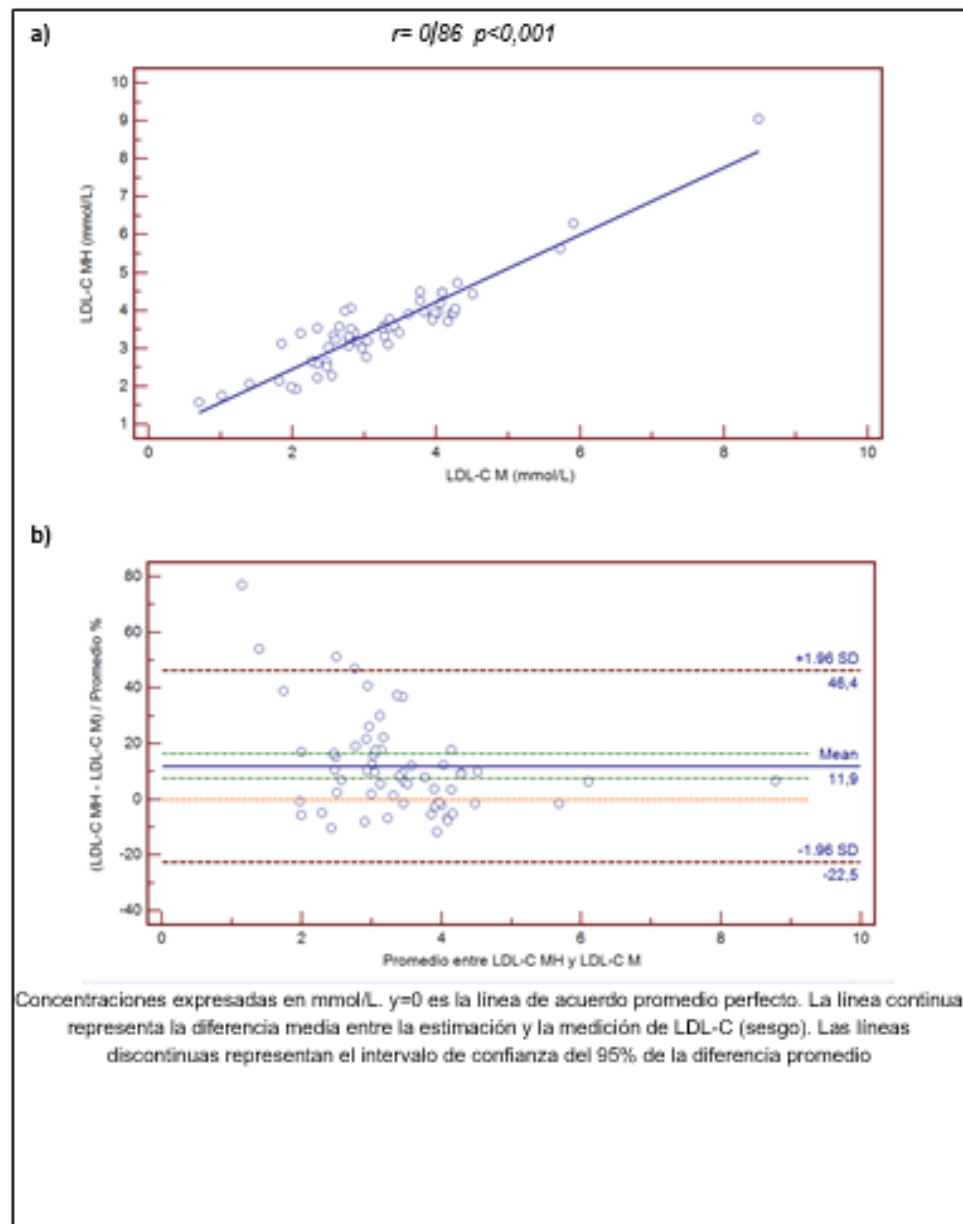 a)
r= 0/86 p<0,001
10
9
8
7
6
5
4
3
2
1
LDL-C MH (mmol/L)
0 2 4 6 8 10
LDL-C M (mmol/L)
b)
80
60
40
20
0
-20
-40
(LDL-C MH - LDL-C M) / Promedio %
+1.96 SD
46,4
Mean
11,9
-1.96 SD
-22,5
0 2 4 6 8 10
Promedio entre LDL-C MH y LDL-C M
Concentraciones expresadas en mmol/L. y=0 es la línea de acuerdo promedio perfecto. La línea continua
representa la diferencia media entre la estimación y la medición de LDL-C (sesgo). Las líneas
discontinuas representan el intervalo de confianza del 95% de la diferencia promedio